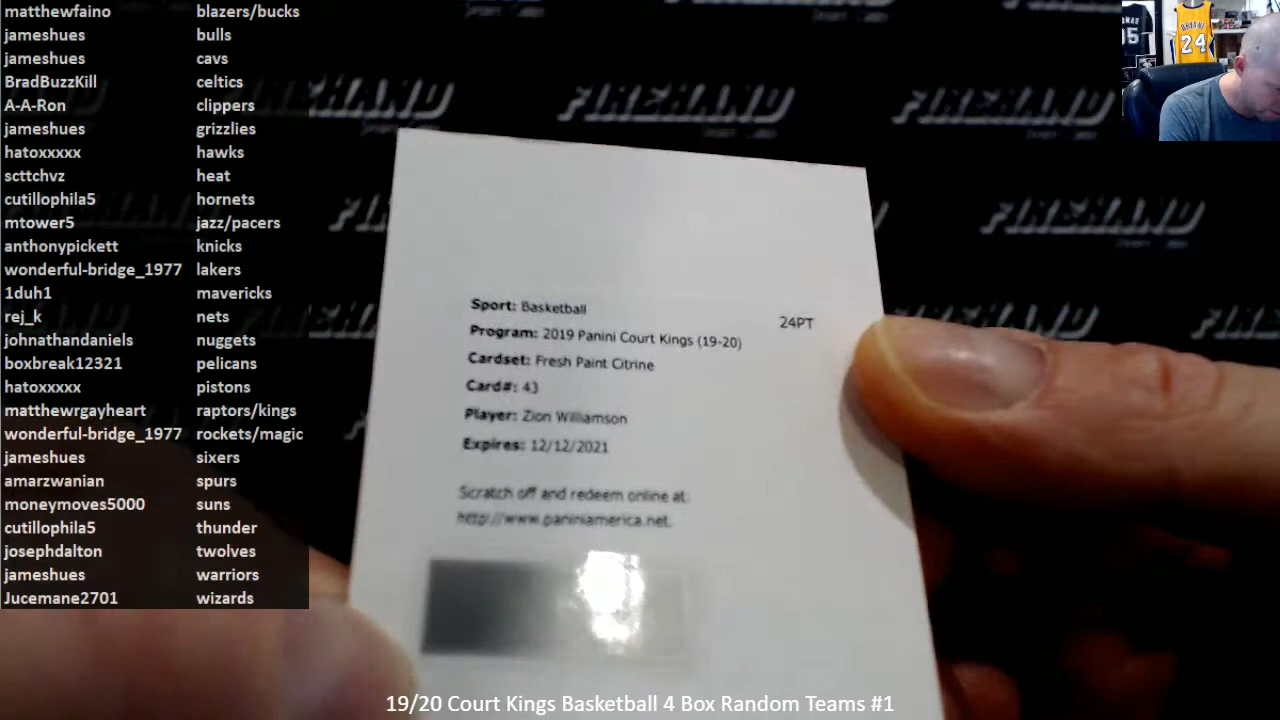 matthewfaino blazers/bucks
jameshues bulls
jameshues cavs
BradBuzzKill celtics
A-A-Ron clippers
jameshues grizzlies
hatoxxxxx hawks
scttchvz heat
cutillophila5 hornets
mtower5 jazz/pacers
anthonypickett knicks
wonderful-bridge_1977 lakers
1duh1 mavericks
rej_k nets
johnathandaniels nuggets
boxbreak12321 pelicans
hatoxxxxx pistons
matthewrgayheart raptors/kings
wonderful-bridge_1977 rockets/magic
jameshues sixers
amarzwanian spurs
moneymoves5000 suns
cutillophila5 thunder
josephdalton twolves
jameshues warriors
Jucemane2701 wizards
FIREHAND
FIREHAND
FIREHAND
FIREHAND
BRYANT
24
Sport: Basketball
24PT
Program: 2019 Panini Court Kings (19-20)
Cardset: Fresh Paint Citrine
Card#: 43
Player: Zion Williamson
Expires: 12/12/2021
Scratch off and redeem online at:
http://www.paniniamerica.net.
19/20 Court Kings Basketball 4 Box Random Teams #1